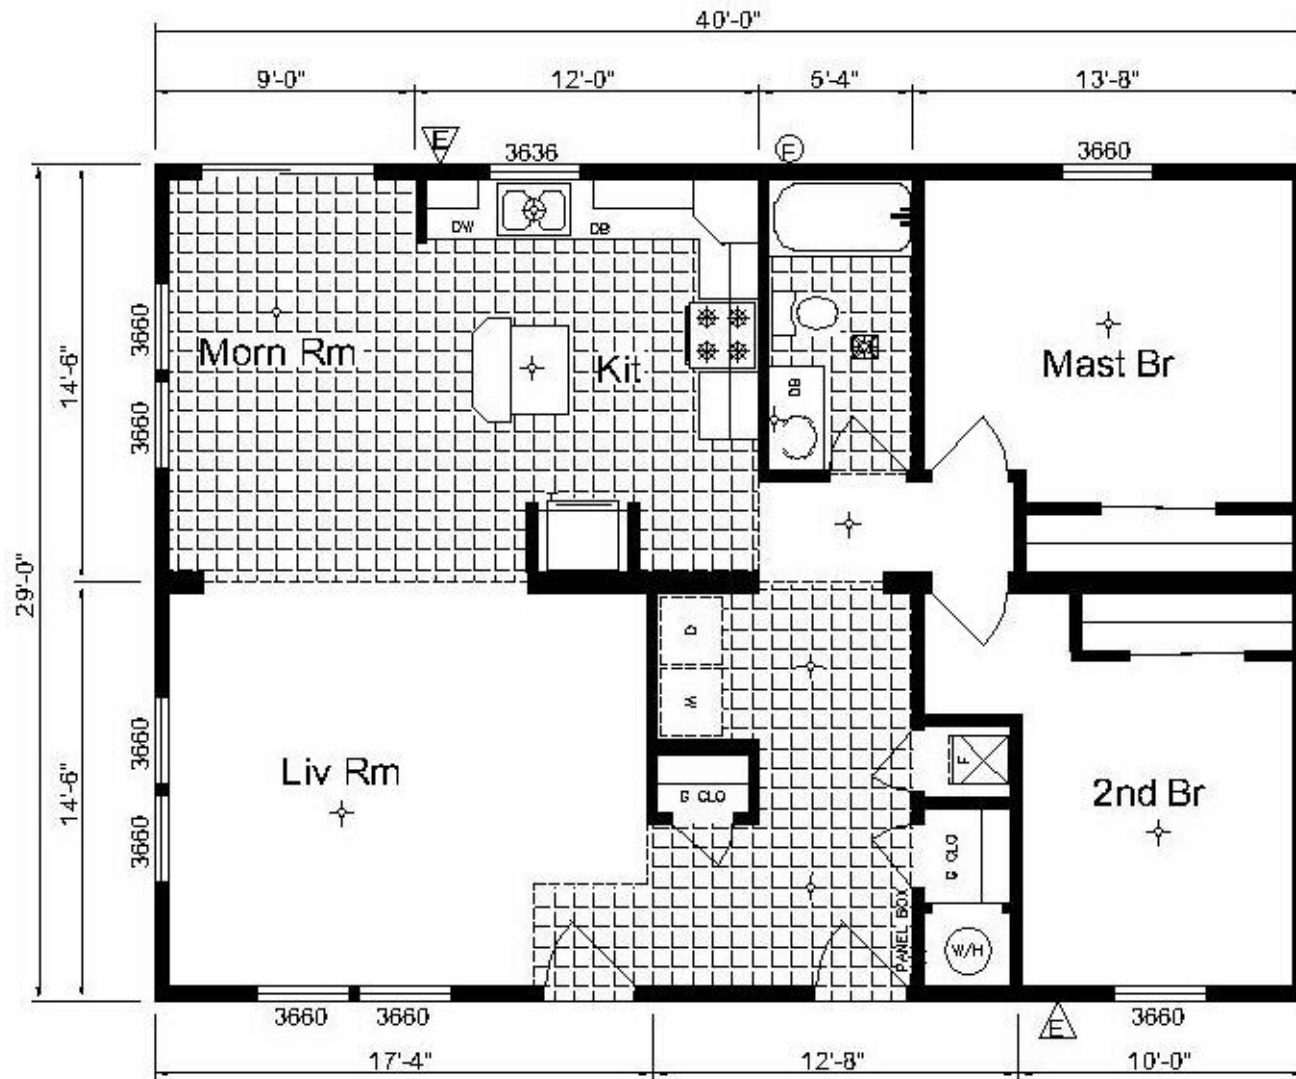 40'-0"
9'-0"
12'-0"
5'-4"
13'-8"
E
3636
E
3660
DW
DB
3660
Morn Rm
Kit
Mast Br
14'-6"
DB
3660
29'-0"
D
W
3660
Liv Rm
F
2nd Br
G CLO
14'-6"
3660
G CLO
PANEL BOX
W/H
3660
3660
E
3660
17'-4"
12'-8"
10'-0"